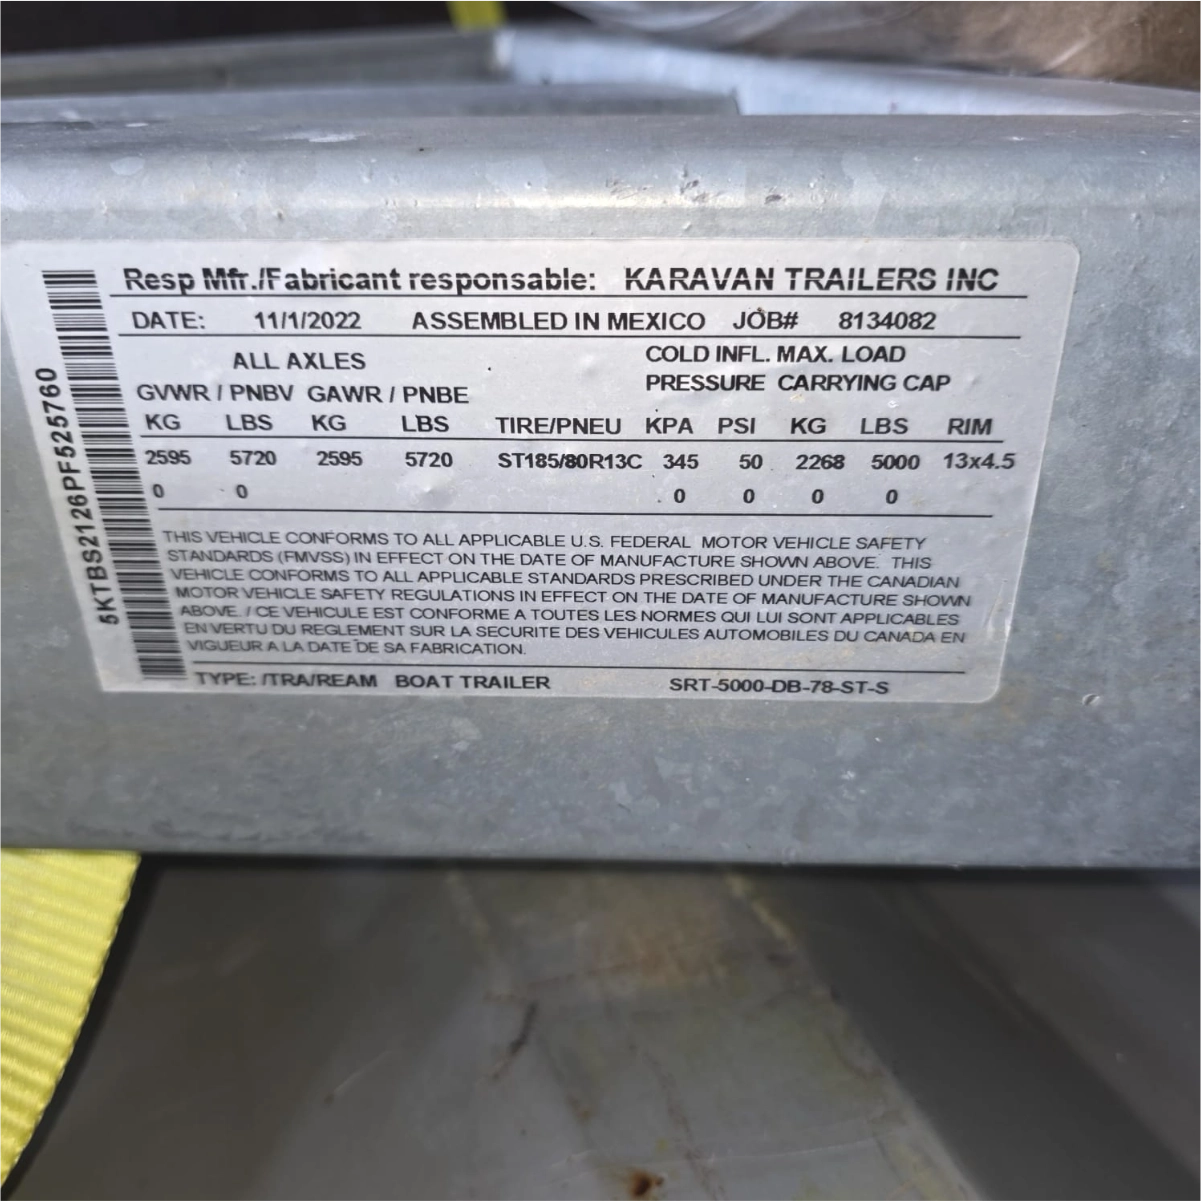 Resp Mfr./Fabricant responsable: KARAVAN TRAILERS INC
DATE: 11/1/2022 ASSEMBLED IN MEXICO JOB# 8134082
ALL AXLES COLD INFL. MAX. LOAD
GVWR / PNBV GAWR / PNBE PRESSURE CARRYING CAP
KG LBS KG LBS TIRE/PNEU KPA PSI KG LBS RIM
2595 5720 2595 5720 ST185/80R13C 345 50 2268 5000 13x4.5
0 0 0 0 0 0
THIS VEHICLE CONFORMS TO ALL APPLICABLE U.S. FEDERAL MOTOR VEHICLE SAFETY
STANDARDS (FMVSS) IN EFFECT ON THE DATE OF MANUFACTURE SHOWN ABOVE. THIS
VEHICLE CONFORMS TO ALL APPLICABLE STANDARDS PRESCRIBED UNDER THE CANADIAN
MOTOR VEHICLE SAFETY REGULATIONS IN EFFECT ON THE DATE OF MANUFACTURE SHOWN
ABOVE. / CE VEHICULE EST CONFORME A TOUTES LES NORMES QUI LUI SONT APPLICABLES
EN VERTU DU REGLEMENT SUR LA SECURITE DES VEHICULES AUTOMOBILES DU CANADA EN
VIGUEUR A LA DATE DE SA FABRICATION.
TYPE: /TRA/REAM BOAT TRAILER SRT-5000-DB-78-ST-S
5KTBS2126PF525760